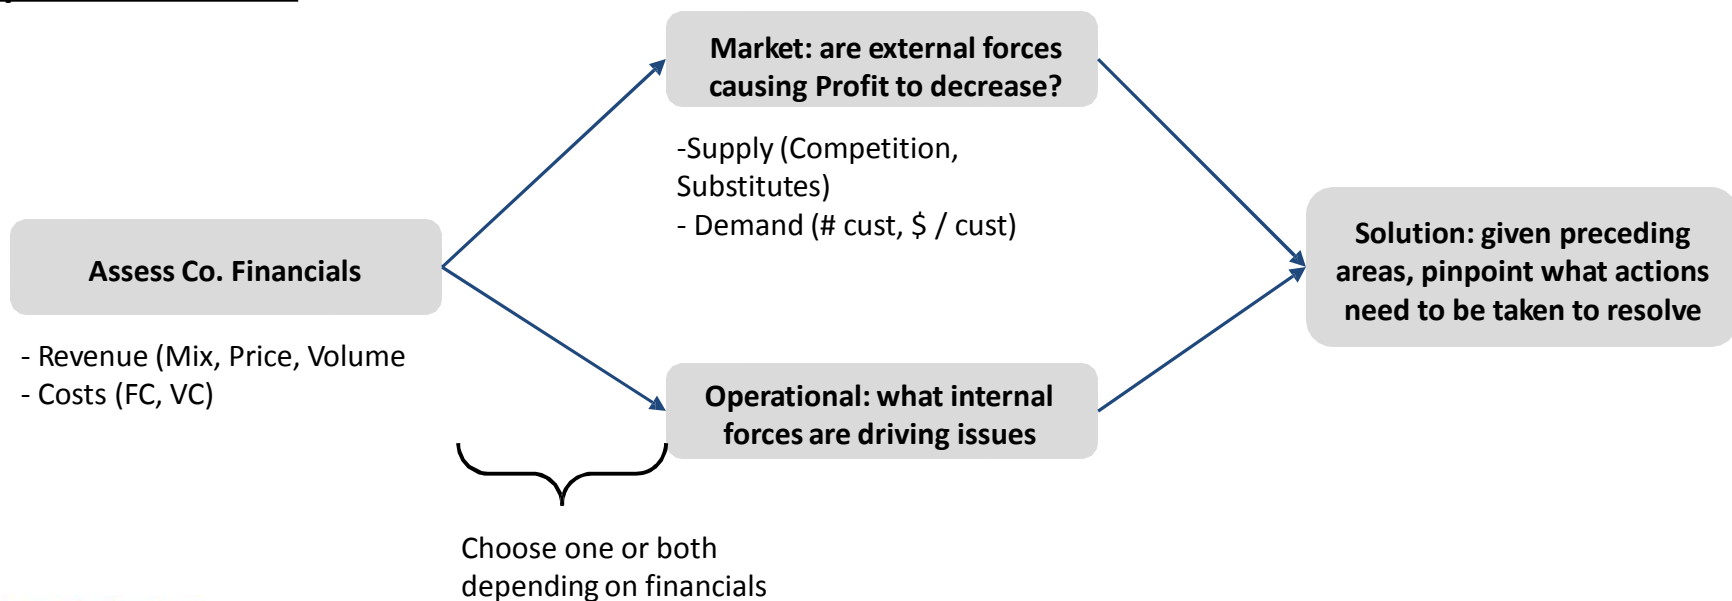 Market: are external forces
causing Profit to decrease?
-Supply (Competition,
Substitutes)
- Demand (# cust, $ / cust)
Assess Co. Financials
- Revenue (Mix, Price, Volume
- Costs (FC, VC)
Solution: given preceding
areas, pinpoint what actions
need to be taken to resolve
Operational: what internal
forces are driving issues
Choose one or both
depending on financials